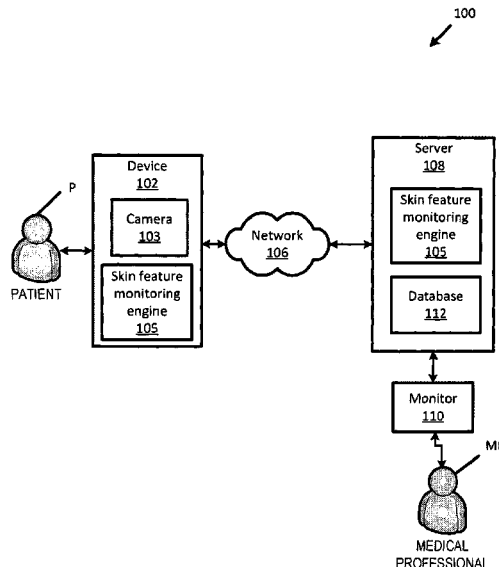 100
Device
102
Camera
103
Skin feature
monitoring
engine
105
P
PATIENT
Network
106
Server
108
Skin feature
monitoring
engine
105
Database
112
Monitor
110
MEDICAL
PROFESSIONAL